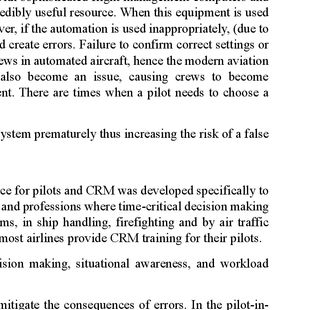 edibly useful resource. When this equipment is used
ver, if the automation is used inappropriately, (due to
d create errors. Failure to confirm correct settings or
ews in automated aircraft, hence the modern aviation
also become an issue, causing crews to become
ent. There are times when a pilot needs to choose a
ystem prematurely thus increasing the risk of a false
ce for pilots and CRM was developed specifically to
and professions where time-critical decision making
ms, in ship handling, firefighting and by air traffic
most airlines provide CRM training for their pilots.
ision making, situational awareness, and workload
mitigate the consequences of errors. In the pilot-in-